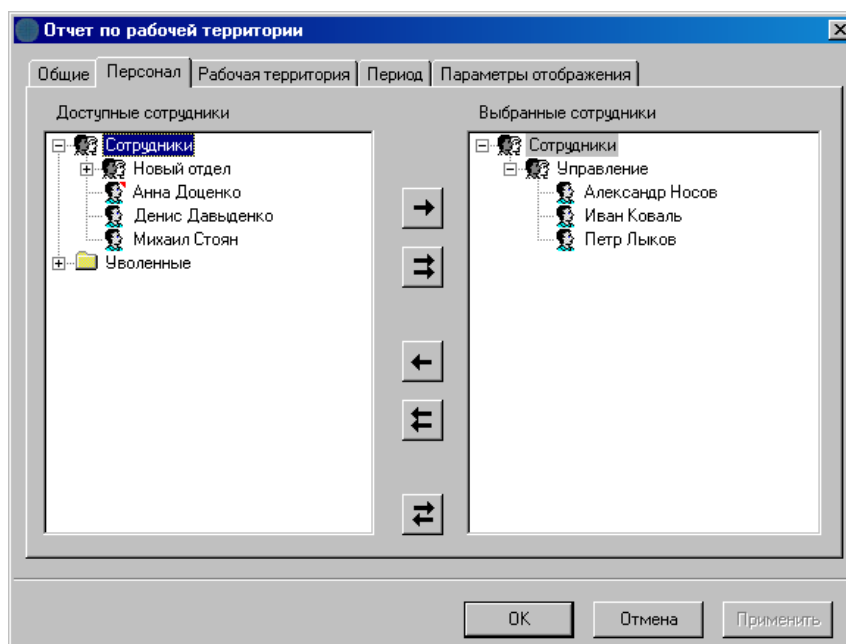 Отчет по рабочей территории
Общие Персонал Рабочая территория Период Параметры отображения
Доступные сотрудники
Сотрудники
Новый отдел
Анна Доценко
Денис Давыденко
Михаил Стоян
Уволенные
Выбранные сотрудники
Сотрудники
Управление
Александр Носов
Иван Коваль
Петр Лыков
ОК Отмена Применить